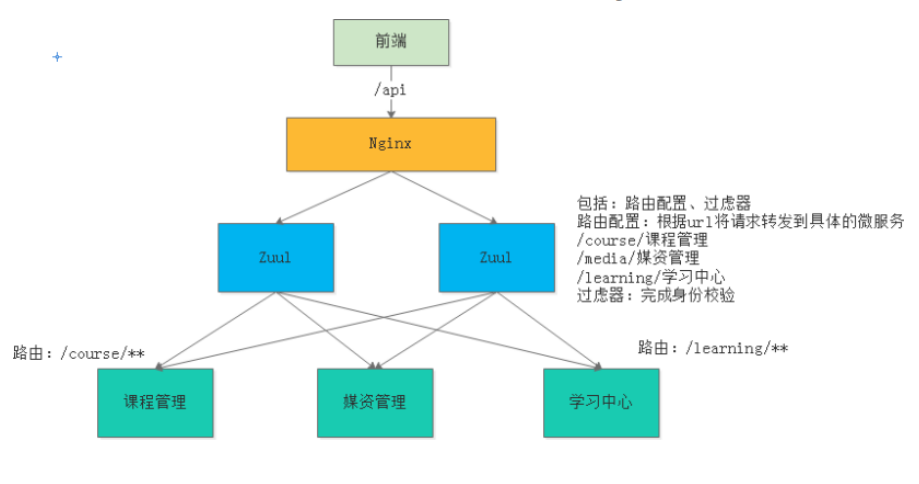 前端
/api
Nginx
包括：路由配置、过虑器
路由配置：根据url将请求转发到具体的微服务
/course/课程管理
/media/媒资管理
/learning/学习中心
过虑器：完成身份校验
Zuul
Zuul
路由：/course/**
路由：/learning/**
课程管理
媒资管理
学习中心